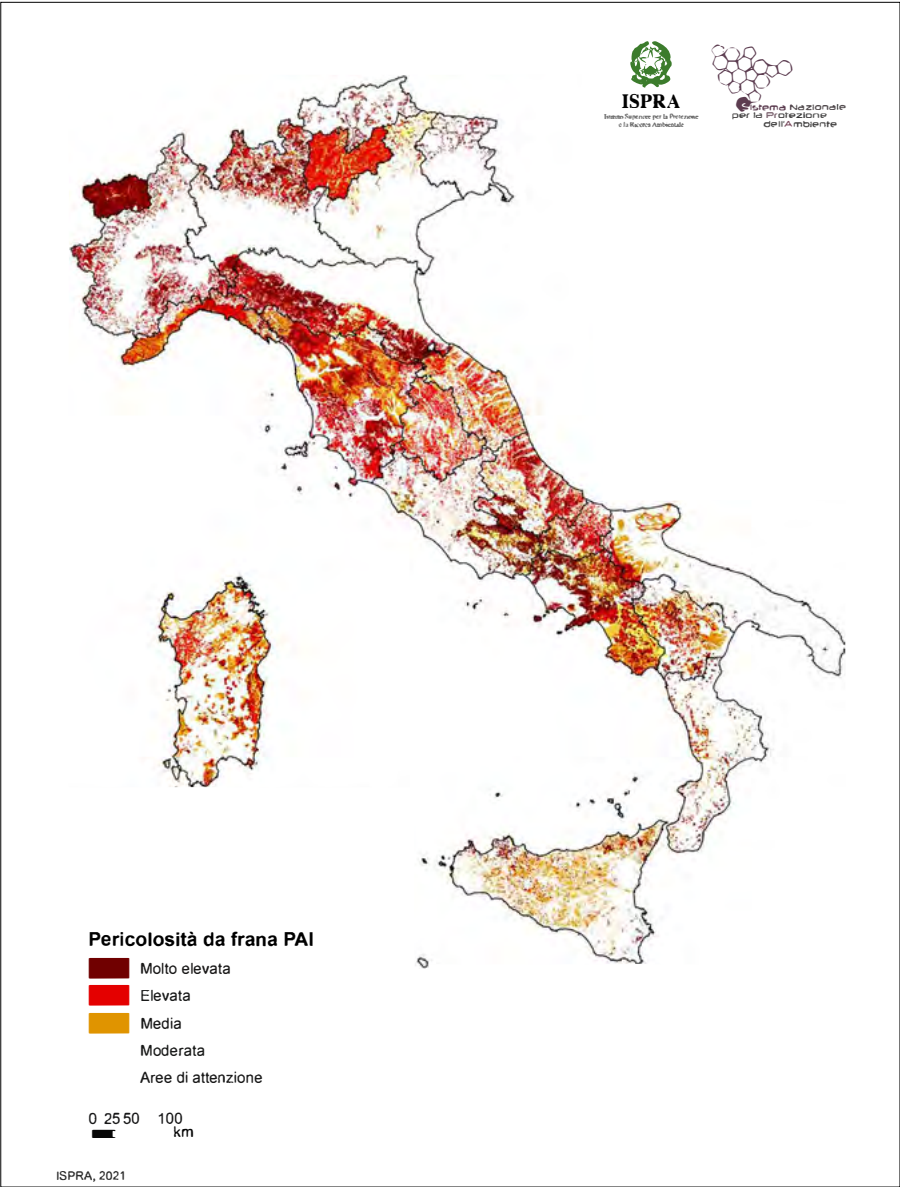 ISPRA
Istituto Superiore per la Protezione
e la Ricerca Ambientale
Sistema Nazionale
per la Protezione
dell'Ambiente
Pericolosità da frana PAI
Molto elevata
Elevata
Media
Moderata
Aree di attenzione
0 25 50 100
km
ISPRA, 2021